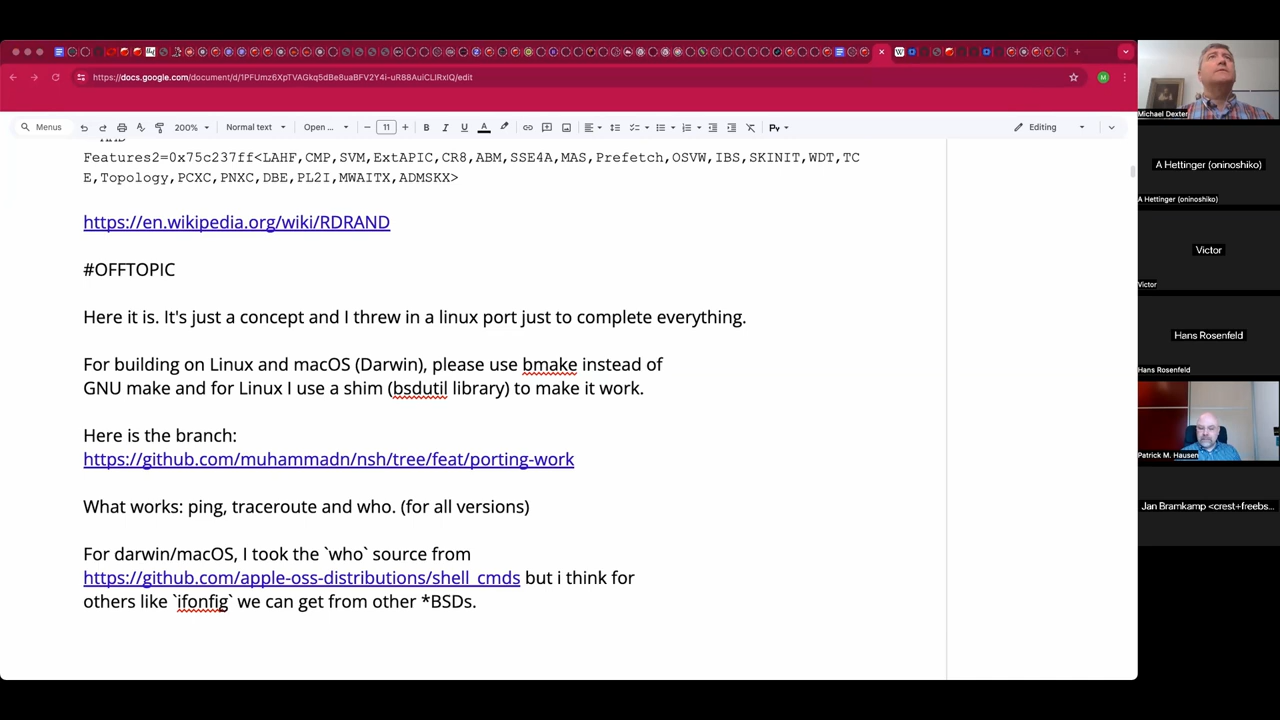 https://docs.google.com/document/d/1PFUmz6XpTVAGkq5dBe8uaBFV2Y4i-uR88AuiCLlRxIQ/edit
M
Menus
200%
Normal text
Open ...
11
Editing
Features2=0x75c237ff<LAHF,CMP,SVM,ExtAPIC,CR8,ABM,SSE4A,MAS,Prefetch,OSVW,IBS,SKINIT,WDT,TC
E,Topology,PCXC,PNXC,DBE,PL2I,MWAITX,ADMSKX>
https://en.wikipedia.org/wiki/RDRAND
#OFFTOPIC
Here it is. It's just a concept and I threw in a linux port just to complete everything.
For building on Linux and macOS (Darwin), please use bmake instead of
GNU make and for Linux I use a shim (bsdutil library) to make it work.
Here is the branch:
https://github.com/muhammadn/nsh/tree/feat/porting-work
What works: ping, traceroute and who. (for all versions)
For darwin/macOS, I took the `who` source from
https://github.com/apple-oss-distributions/shell_cmds but i think for
others like `ifonfig` we can get from other *BSDs.
Michael Dexter
A Hettinger (oninoshiko)
A Hettinger (oninoshiko)
Victor
Victor
Hans Rosenfeld
Hans Rosenfeld
Patrick M. Hausen
Jan Bramkamp <crest+freebs...